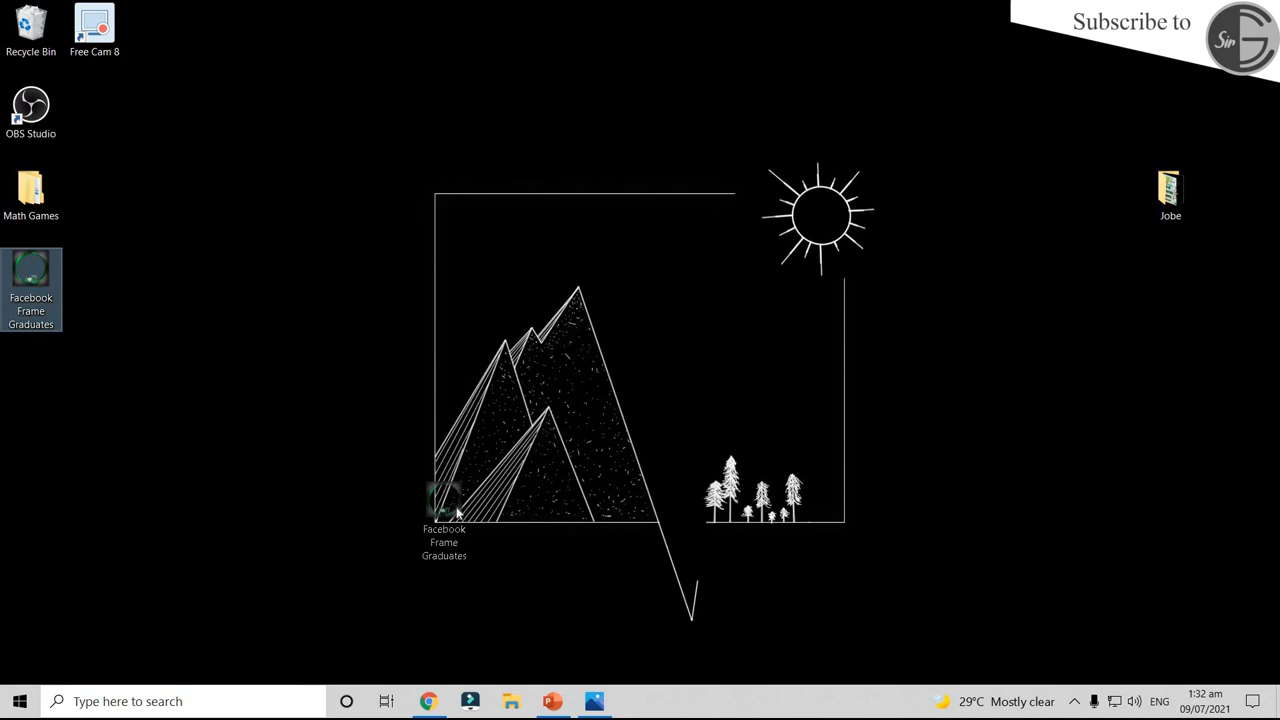 Subscribe to
Sir G
Recycle Bin
Free Cam 8
OBS Studio
Math Games
Jobe
Facebook
Frame
Graduates
Facebook
Frame
Graduates
Type here to search
29°C Mostly clear
ENG
1:32 am
09/07/2021